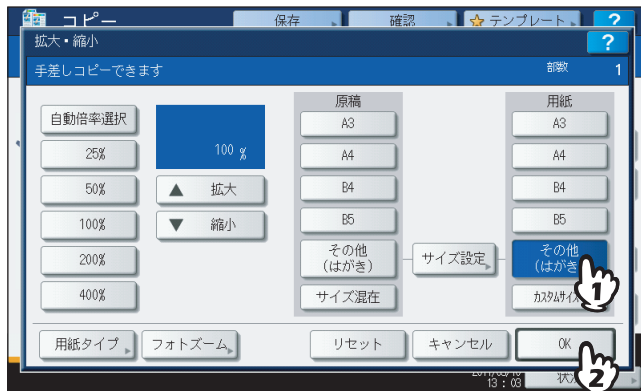 コピー
保存
確認
テンプレート
?
拡大・縮小
?
手差しコピーできます
部数
1
自動倍率選択
25%
50%
100%
200%
400%
100 %
▲ 拡大
▼ 縮小
原稿
A3
A4
B4
B5
その他
(はがき)
サイズ混在
サイズ設定
用紙
A3
A4
B4
B5
その他
(はがき
カスタムサイ
用紙タイプ
フォトズーム
リセット
キャンセル
OK
13 : 03
1
2